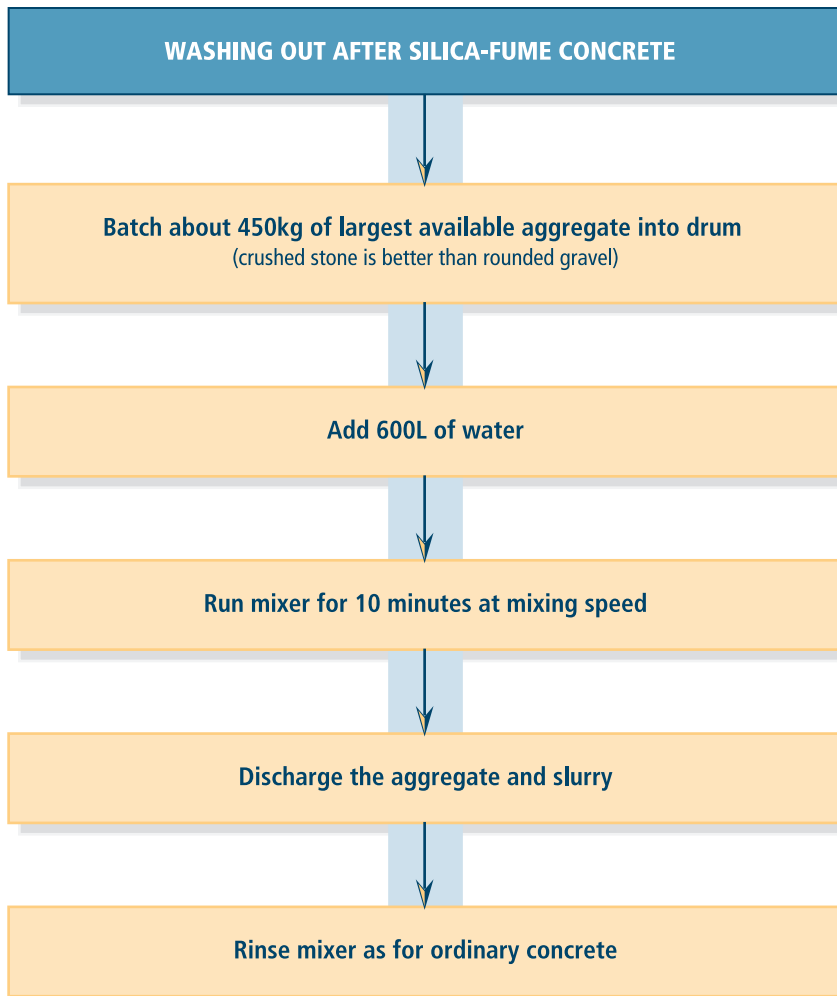 WASHING OUT AFTER SILICA-FUME CONCRETE
Batch about 450kg of largest available aggregate into drum
(crushed stone is better than rounded gravel)
Add 600L of water
Run mixer for 10 minutes at mixing speed
Discharge the aggregate and slurry
Rinse mixer as for ordinary concrete